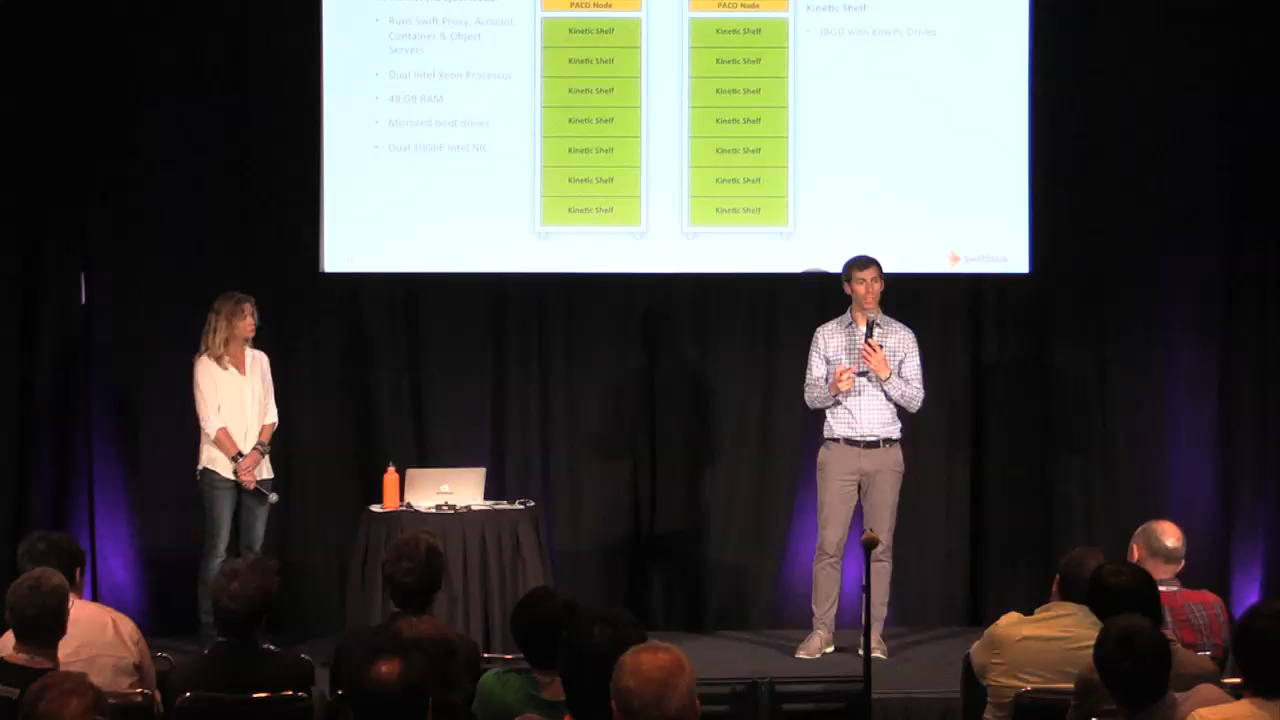 Runs Swift Proxy, Account,
Container & Object
Servers
Dual Intel Xeon Processor
48 GB RAM
Mirrored boot drives
Dual 10GbE Intel NIC
PACO Node
Kinetic Shelf
Kinetic Shelf
Kinetic Shelf
Kinetic Shelf
Kinetic Shelf
Kinetic Shelf
Kinetic Shelf
PACO Node
Kinetic Shelf
Kinetic Shelf
Kinetic Shelf
Kinetic Shelf
Kinetic Shelf
Kinetic Shelf
Kinetic Shelf
Kinetic Shelf:
JBOD with Kinetic Drives
SwiftStack